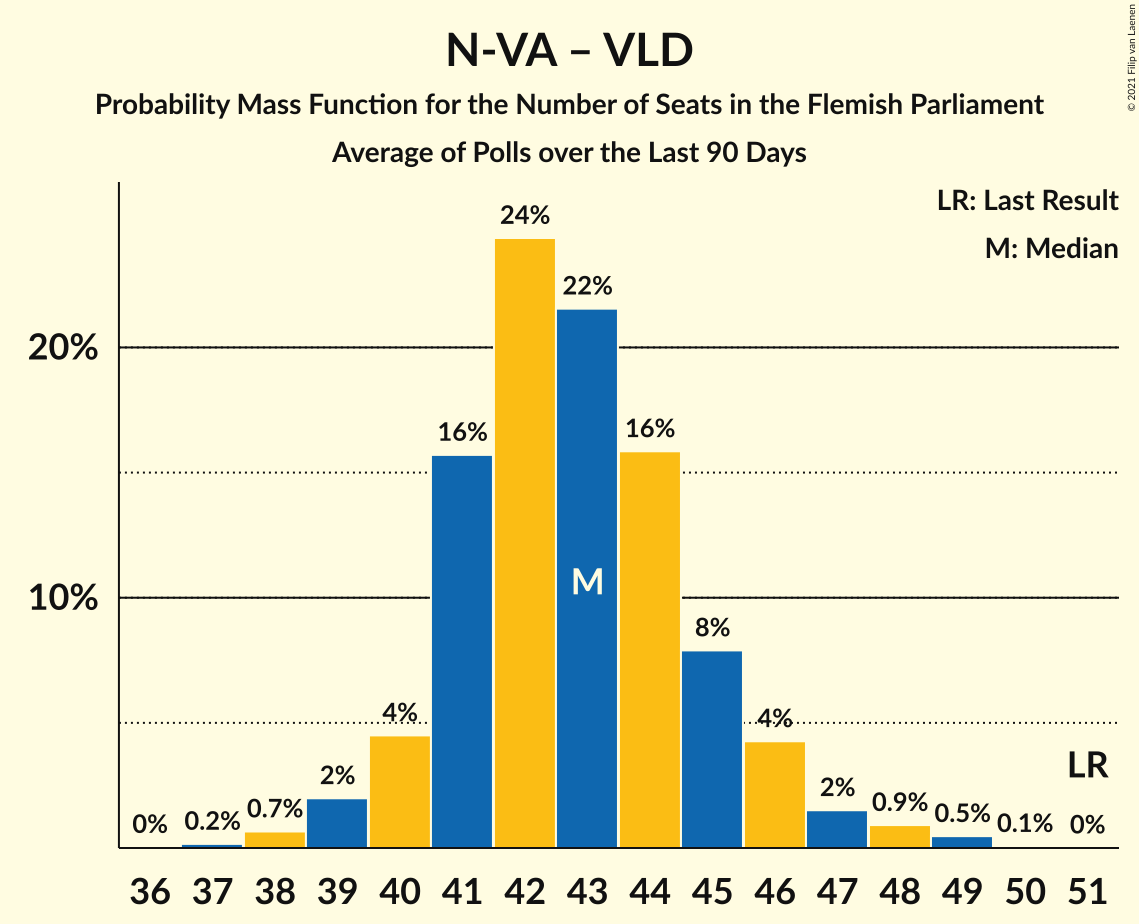 N-VA – VLD
Probability Mass Function for the Number of Seats in the Flemish Parliament
Average of Polls over the Last 90 Days
© 2021 Filip van Laenen
LR: Last Result
M: Median
24%
22%
20%
16%
16%
M
10%
8%
4%
4%
LR
2%
2%
0.9%
0.7%
0.5%
0.2%
0.1%
0%
0%
36 37 38 39 40 41 42 43 44 45 46 47 48 49 50 51